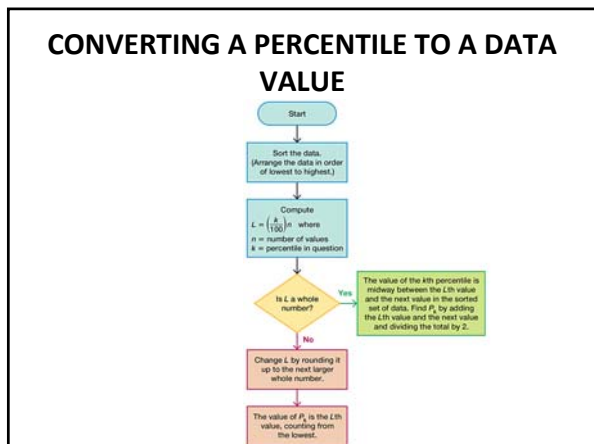 CONVERTING A PERCENTILE TO A DATA
VALUE
Start
Sort the data.
(Arrange the data in order
of lowest to highest.)
Compute
L = (k/100)n where
n = number of values
k = percentile in question
Is L a whole
number?
Yes
The value of the kth percentile is
midway between the Lth value
and the next value in the sorted
set of data. Find Pk by adding
the Lth value and the next value
and dividing the total by 2.
No
Change L by rounding it
up to the next larger
whole number.
The value of Pk is the Lth
value, counting from
the lowest.